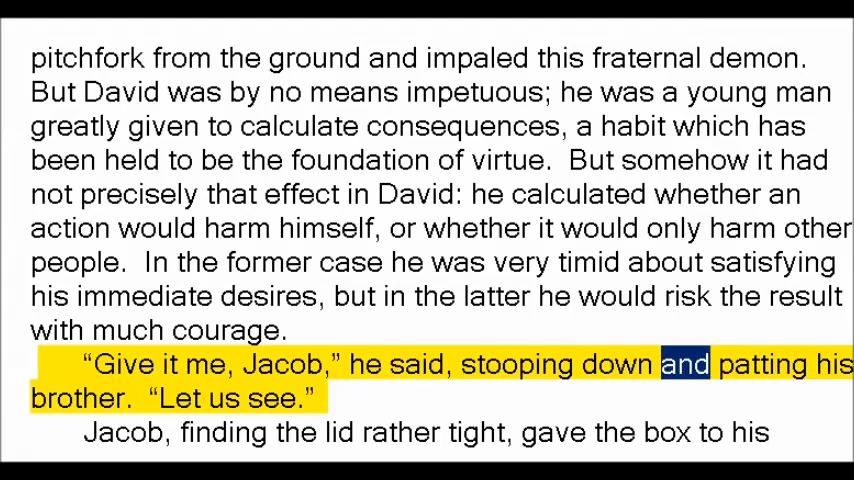 pitchfork from the ground and impaled this fraternal demon.
But David was by no means impetuous; he was a young man
greatly given to calculate consequences, a habit which has
been held to be the foundation of virtue.  But somehow it had
not precisely that effect in David: he calculated whether an
action would harm himself, or whether it would only harm other
people.  In the former case he was very timid about satisfying
his immediate desires, but in the latter he would risk the result
with much courage.
“Give it me, Jacob,” he said, stooping down and patting his
brother.  “Let us see.”
Jacob, finding the lid rather tight, gave the box to his